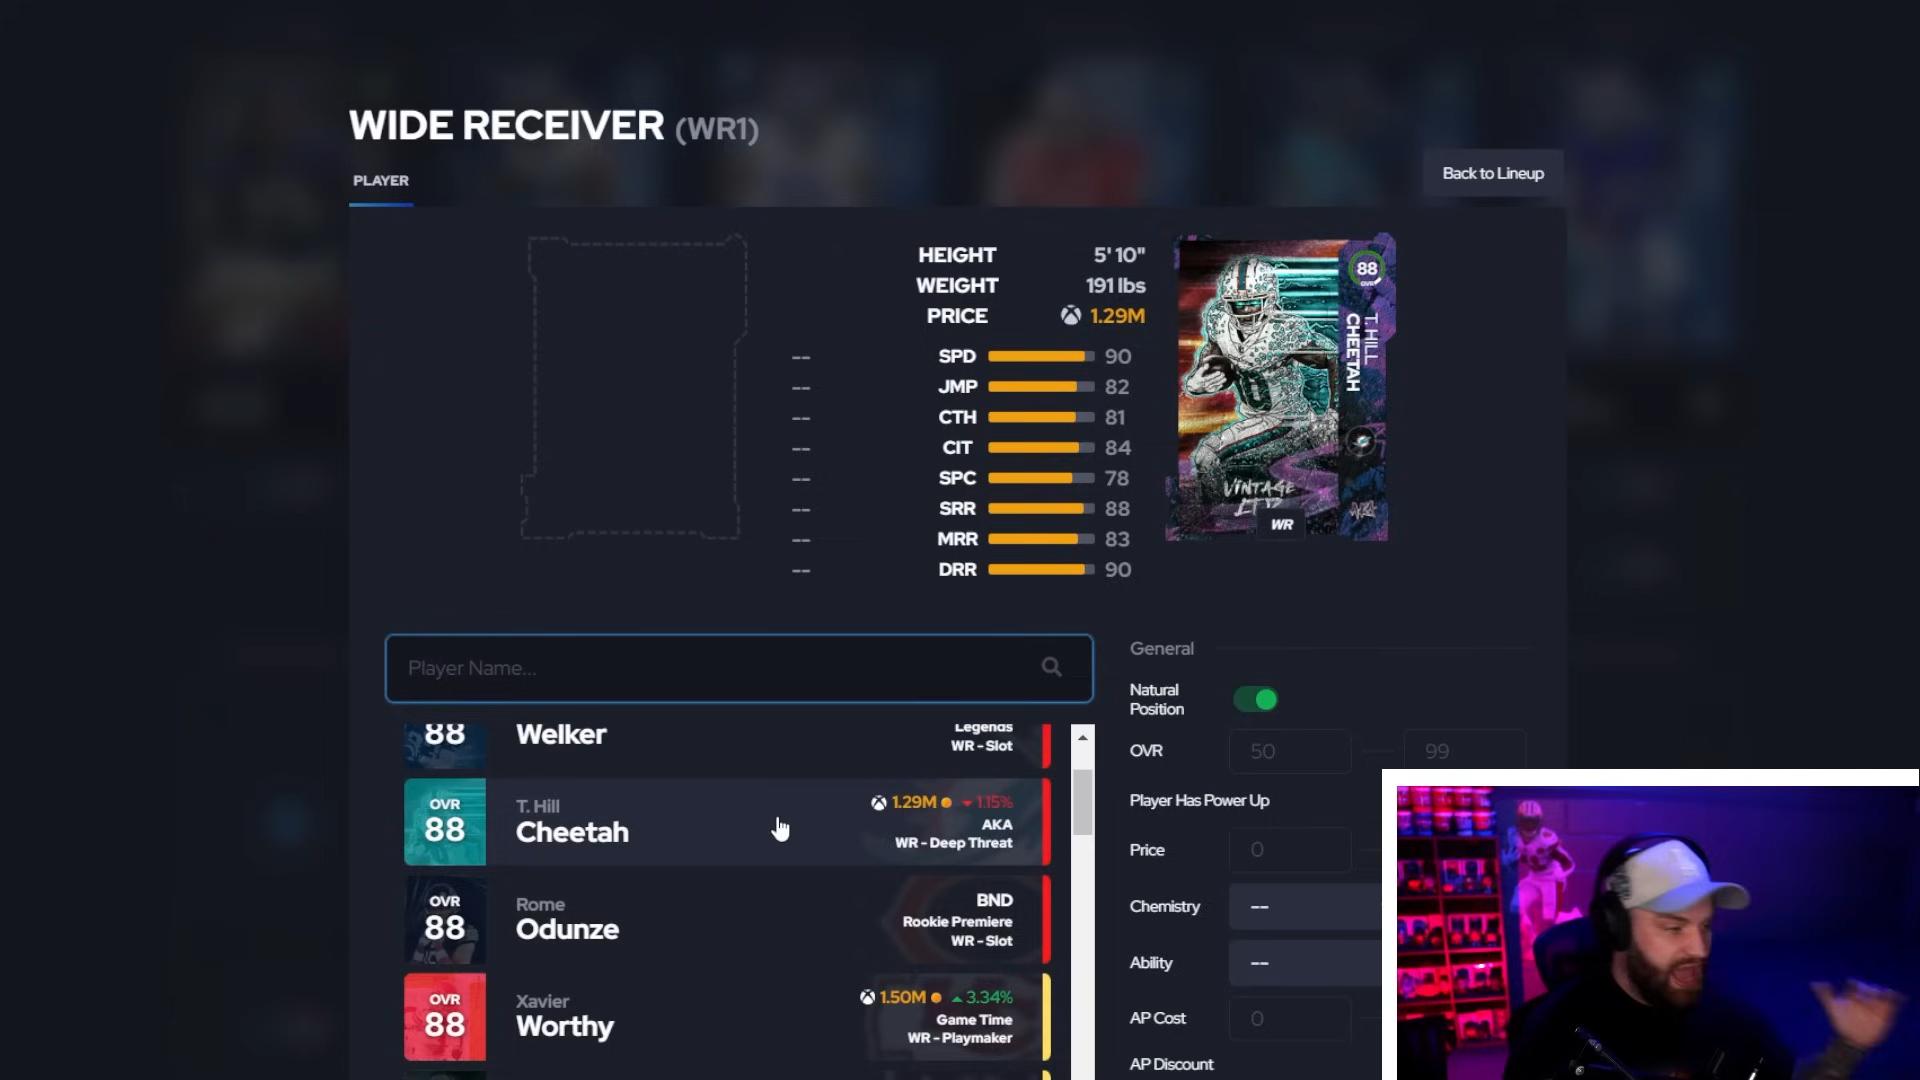 WIDE RECEIVER (WR1)
PLAYER
Back to Lineup
HEIGHT 5' 10"
WEIGHT 191 lbs
PRICE 1.29M
-- SPD 90
-- JMP 82
-- CTH 81
-- CIT 84
-- SPC 78
-- SRR 88
-- MRR 83
-- DRR 90
88
OVR
T. HILL
CHEETAH
VINTAGE
WR
AKA
Player Name...
88
Welker
Legends
WR - Slot
OVR
88
T. Hill
Cheetah
1.29M 1.15%
AKA
WR - Deep Threat
OVR
88
Rome
Odunze
BND
Rookie Premiere
WR - Slot
OVR
88
Xavier
Worthy
1.50M 3.34%
Game Time
WR - Playmaker
General
Natural
Position
OVR 50 99
Player Has Power Up
Price 0
Chemistry --
Ability --
AP Cost 0
AP Discount